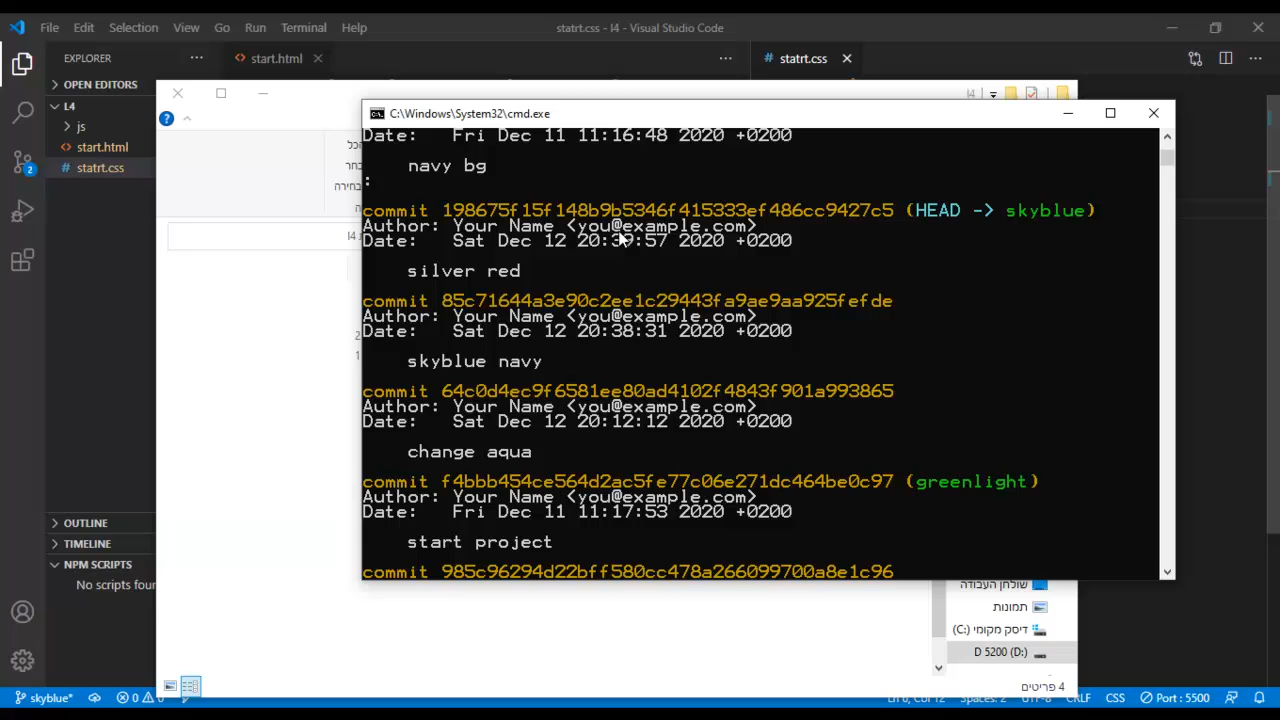 File Edit Selection View Go Run Terminal Help
statrt.css - l4 - Visual Studio Code
EXPLORER
start.html
statrt.css
OPEN EDITORS
L4
js
start.html
statrt.css
OUTLINE
TIMELINE
NPM SCRIPTS
l4
C:\Windows\System32\cmd.exe
Date: Fri Dec 11 11:16:48 2020 +0200
navy bg
:
commit 198675f15f148b9b5346f415333ef486cc9427c5 (HEAD -> skyblue)
Author: Your Name <you@example.com>
Date: Sat Dec 12 20:39:57 2020 +0200
silver red
commit 85c71644a3e90c2ee1c29443fa9ae9aa925fefde
Author: Your Name <you@example.com>
Date: Sat Dec 12 20:38:31 2020 +0200
skyblue navy
commit 64c0d4ec9f6581ee80ad4102f4843f901a993865
Author: Your Name <you@example.com>
Date: Sat Dec 12 20:12:12 2020 +0200
change aqua
commit f4bbb454ce564d2ac5fe77c06e271dc464be0c97 (greenlight)
Author: Your Name <you@example.com>
Date: Fri Dec 11 11:17:53 2020 +0200
start project
commit 985c96294d22bff580cc478a266099700a8e1c96
שולחן העבודה
תמונות
דיסק מקומי (C:)
D 5200 (D:)
4 פריטים
2
skyblue* 0 0
CSS Port : 5500